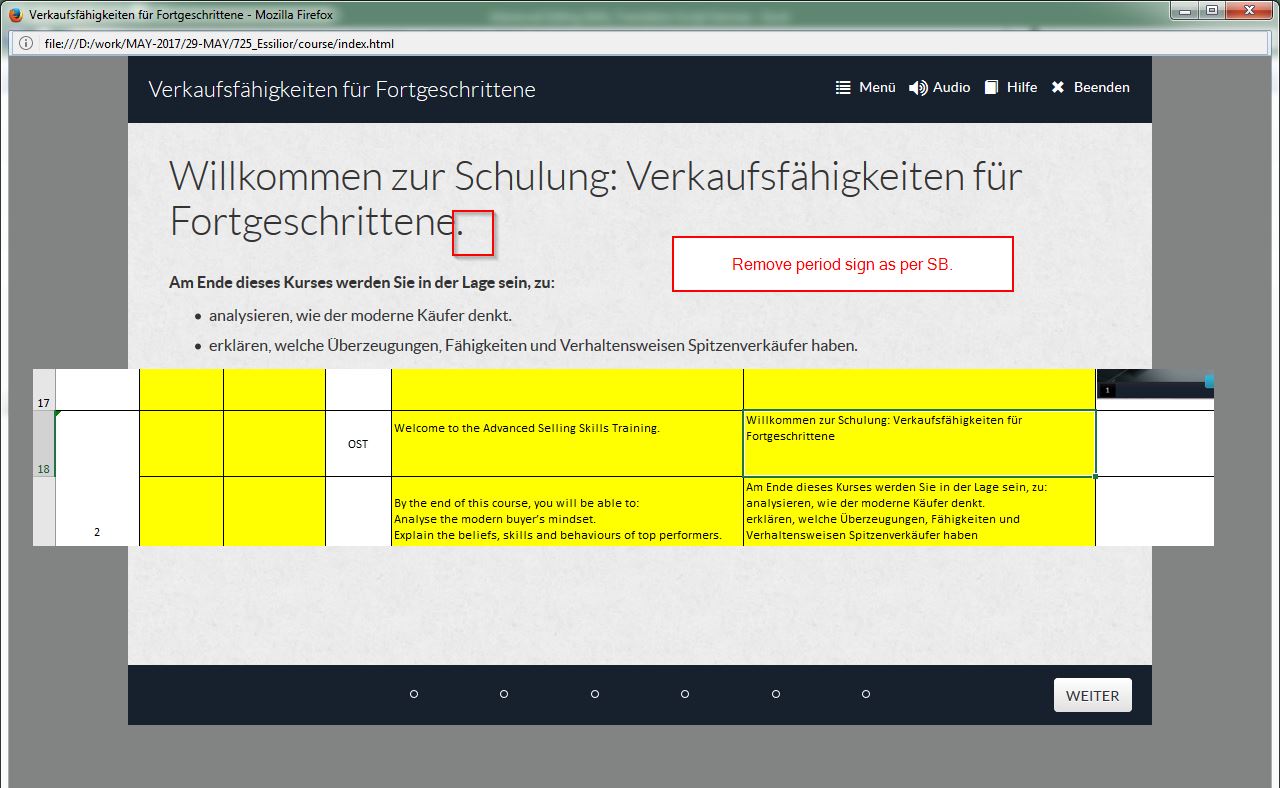 Verkaufsfähigkeiten für Fortgeschrittene - Mozilla Firefox
file:///D:/work/MAY-2017/29-MAY/725_Essilior/course/index.html
Verkaufsfähigkeiten für Fortgeschrittene
Menü Audio Hilfe Beenden
Willkommen zur Schulung: Verkaufsfähigkeiten für
Fortgeschrittene.
Remove period sign as per SB.
Am Ende dieses Kurses werden Sie in der Lage sein, zu:
• analysieren, wie der moderne Käufer denkt.
• erklären, welche Überzeugungen, Fähigkeiten und Verhaltensweisen Spitzenverkäufer haben.
17
1
18
OST
Welcome to the Advanced Selling Skills Training.
Willkommen zur Schulung: Verkaufsfähigkeiten für
Fortgeschrittene
2
By the end of this course, you will be able to:
Analyse the modern buyer's mindset.
Explain the beliefs, skills and behaviours of top performers.
Am Ende dieses Kurses werden Sie in der Lage sein, zu:
analysieren, wie der moderne Käufer denkt.
erklären, welche Überzeugungen, Fähigkeiten und
Verhaltensweisen Spitzenverkäufer haben
WEITER